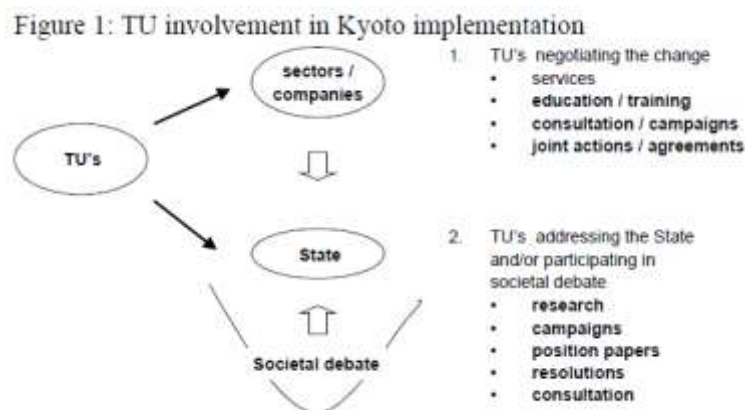 Figure 1: TU involvement in Kyoto implementation
sectors /
companies
TU's
State
Societal debate
1. TU's negotiating the change
• services
• education / training
• consultation / campaigns
• joint actions / agreements
2. TU's addressing the State
and/or participating in
societal debate
• research
• campaigns
• position papers
• resolutions
• consultation